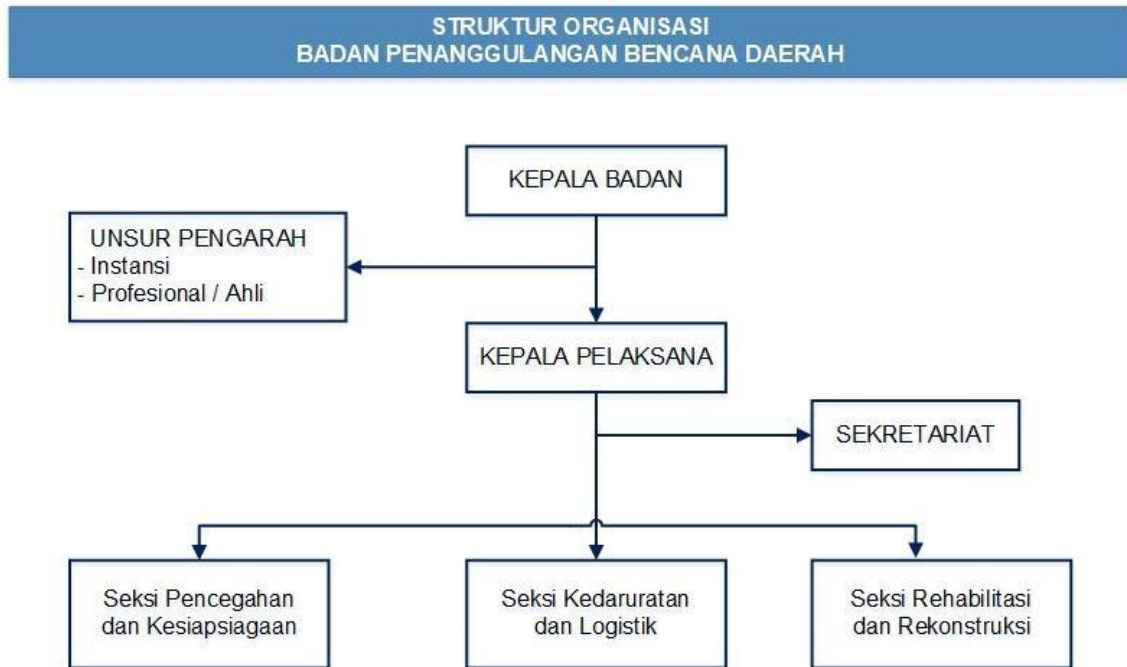 STRUKTUR ORGANISASI
BADAN PENANGGULANGAN BENCANA DAERAH
KEPALA BADAN
UNSUR PENGARAH
- Instansi
- Profesional / Ahli
KEPALA PELAKSANA
SEKRETARIAT
Seksi Pencegahan
dan Kesiapsiagaan
Seksi Kedaruratan
dan Logistik
Seksi Rehabilitasi
dan Rekonstruksi